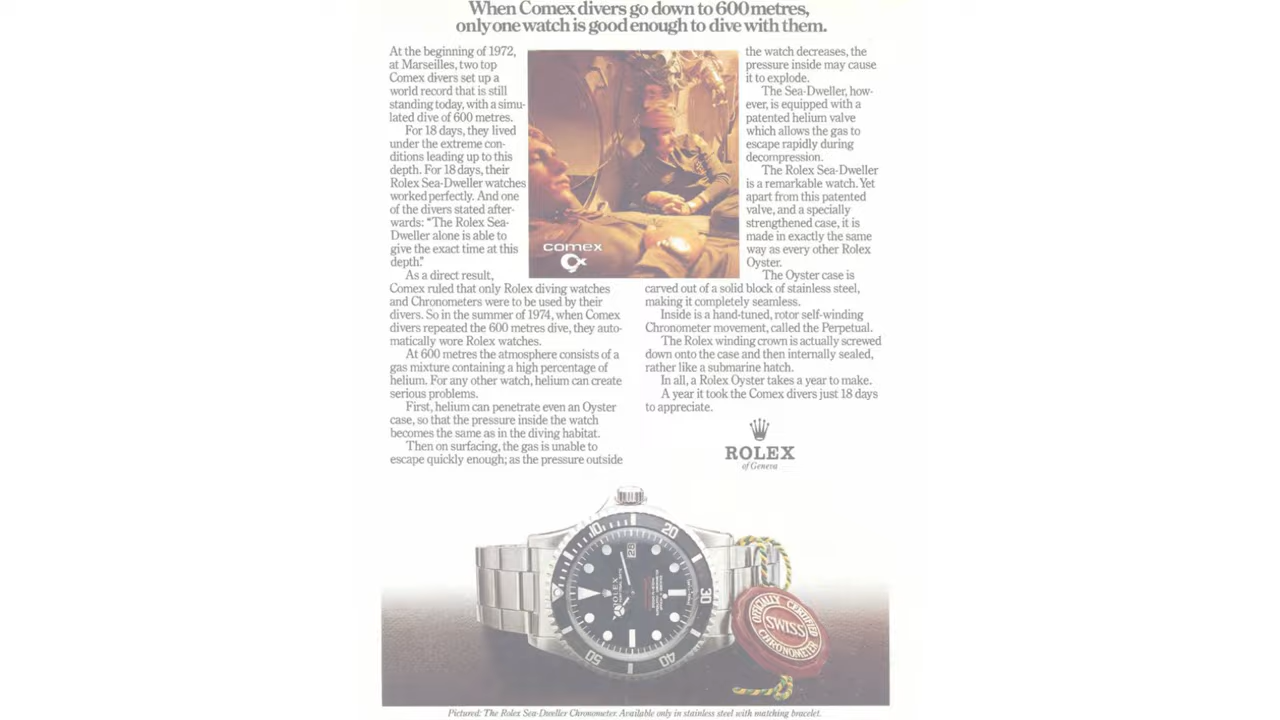 When Comex divers go down to 600 metres,
only one watch is good enough to dive with them.
At the beginning of 1972,
at Marseilles, two top
Comex divers set up a
world record that is still
standing today, with a simu-
lated dive of 600 metres.
For 18 days, they lived
under the extreme con-
ditions leading up to this
depth. For 18 days, their
Rolex Sea-Dweller watches
worked perfectly. And one
of the divers stated after-
wards: "The Rolex Sea-
Dweller alone is able to
give the exact time at this
depth."
As a direct result,
Comex ruled that only Rolex diving watches
and Chronometers were to be used by their
divers. So in the summer of 1974, when Comex
divers repeated the 600 metres dive, they auto-
matically wore Rolex watches.
At 600 metres the atmosphere consists of a
gas mixture containing a high percentage of
helium. For any other watch, helium can create
serious problems.
First, helium can penetrate even an Oyster
case, so that the pressure inside the watch
becomes the same as in the diving habitat.
Then on surfacing, the gas is unable to
escape quickly enough; as the pressure outside
comex
the watch decreases, the
pressure inside may cause
it to explode.
The Sea-Dweller, how-
ever, is equipped with a
patented helium valve
which allows the gas to
escape rapidly during
decompression.
The Rolex Sea-Dweller
is a remarkable watch. Yet
apart from this patented
valve, and a specially
strengthened case, it is
made in exactly the same
way as every other Rolex
Oyster.
The Oyster case is
carved out of a solid block of stainless steel,
making it completely seamless.
Inside is a hand-tuned, rotor self-winding
Chronometer movement, called the Perpetual.
The Rolex winding crown is actually screwed
down onto the case and then internally sealed,
rather like a submarine hatch.
In all, a Rolex Oyster takes a year to make.
A year it took the Comex divers just 18 days
to appreciate.
ROLEX
of Geneva
10
20
30
40
50
28
ROLEX
OFFICIALLY CERTIFIED
SWISS
CHRONOMETER
Pictured: The Rolex Sea-Dweller Chronometer. Available only in stainless steel with matching bracelet.